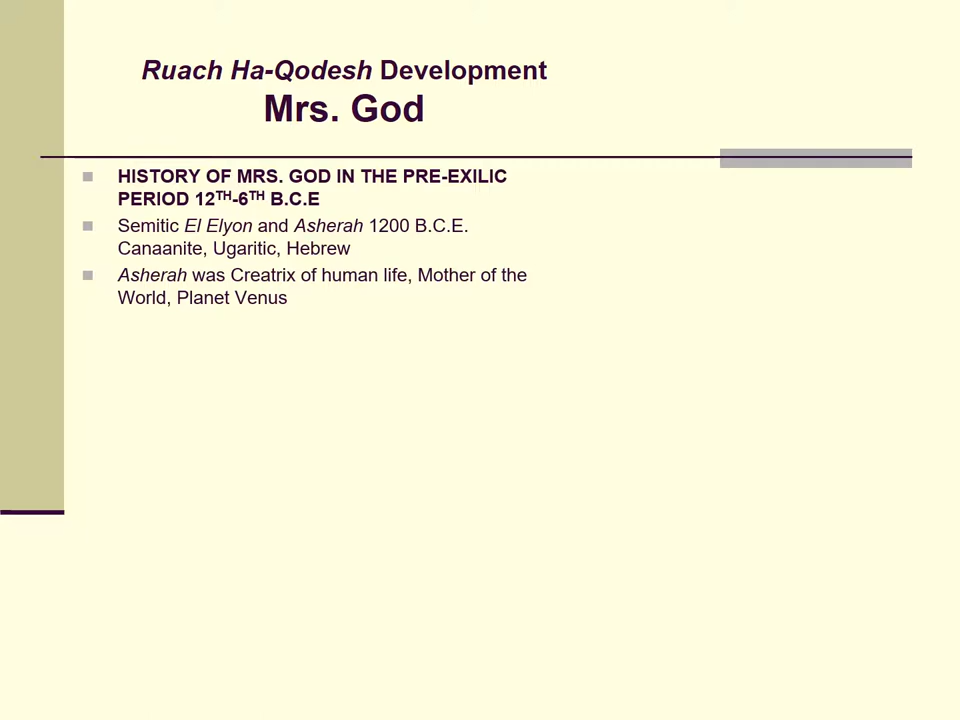 Ruach Ha-Qodesh Development
Mrs. God
HISTORY OF MRS. GOD IN THE PRE-EXILIC
PERIOD 12TH-6TH B.C.E
Semitic El Elyon and Asherah 1200 B.C.E.
Canaanite, Ugaritic, Hebrew
Asherah was Creatrix of human life, Mother of the
World, Planet Venus